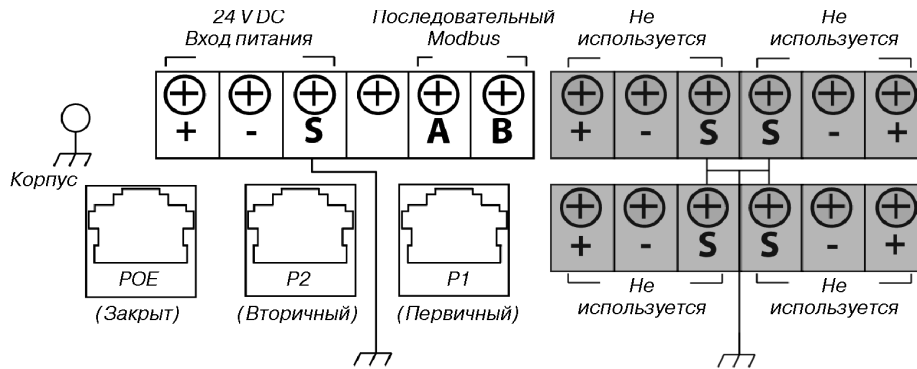 24 V DC
Вход питания
Последовательный
Modbus
Не
используется
Не
используется
+ - S A B
+ - S S - +
Корпус
+ - S S - +
POE
P2
P1
(Закрыт)
(Вторичный)
(Первичный)
Не
используется
Не
используется